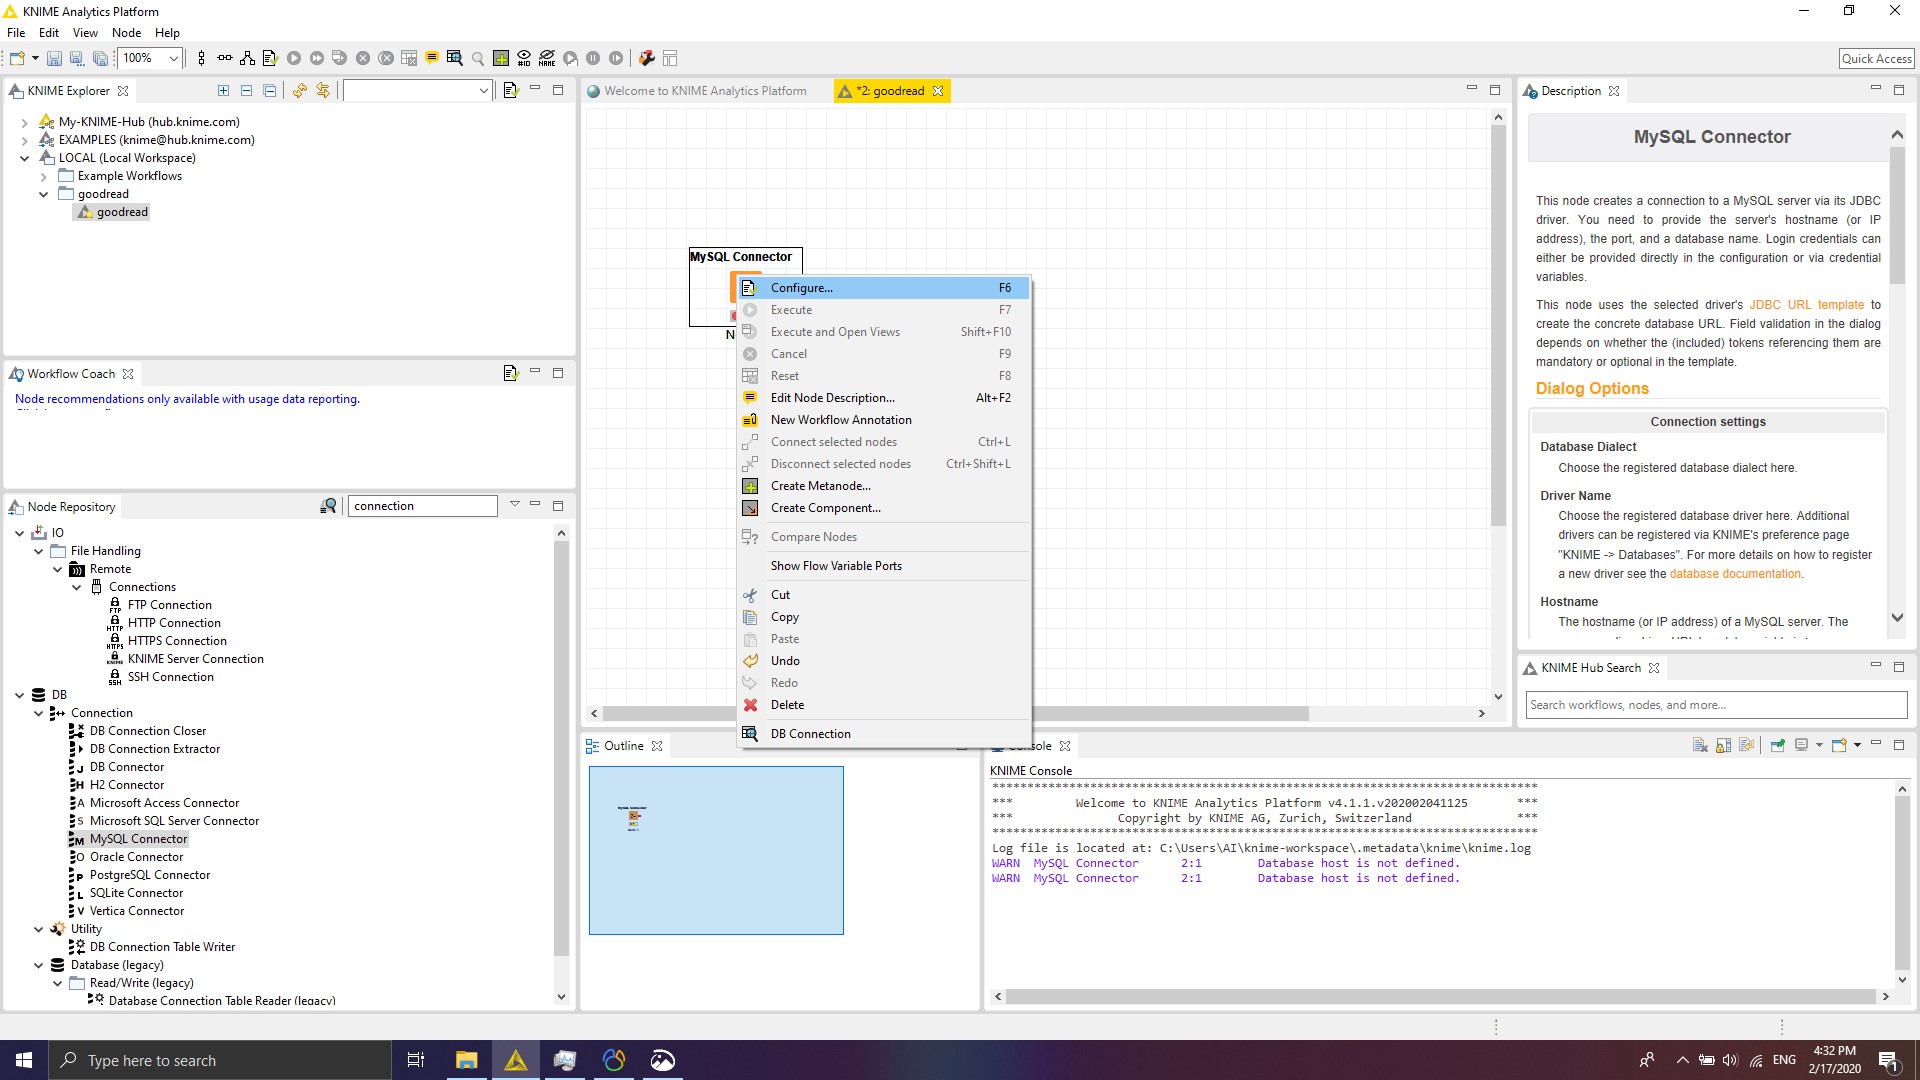 KNIME Analytics Platform
File Edit View Node Help
100%
Quick Access
KNIME Explorer
My-KNIME-Hub (hub.knime.com)
EXAMPLES (knime@hub.knime.com)
LOCAL (Local Workspace)
Example Workflows
goodread
goodread
Workflow Coach
Node recommendations only available with usage data reporting.
Node Repository
connection
IO
File Handling
Remote
Connections
FTP Connection
HTTP Connection
HTTPS Connection
KNIME Server Connection
SSH Connection
DB
Connection
DB Connection Closer
DB Connection Extractor
DB Connector
H2 Connector
Microsoft Access Connector
Microsoft SQL Server Connector
MySQL Connector
Oracle Connector
PostgreSQL Connector
SQLite Connector
Vertica Connector
Utility
DB Connection Table Writer
Database (legacy)
Read/Write (legacy)
Database Connection Table Reader (legacy)
Welcome to KNIME Analytics Platform
*2: goodread
MySQL Connector
Configure... F6
Execute F7
Execute and Open Views Shift+F10
Cancel F9
Reset F8
Edit Node Description... Alt+F2
New Workflow Annotation
Connect selected nodes Ctrl+L
Disconnect selected nodes Ctrl+Shift+L
Create Metanode...
Create Component...
Compare Nodes
Show Flow Variable Ports
Cut
Copy
Paste
Undo
Redo
Delete
DB Connection
Outline
Console
KNIME Console
***********************************************************************************
*** Welcome to KNIME Analytics Platform v4.1.1.v202002041125 ***
*** Copyright by KNIME AG, Zurich, Switzerland ***
***********************************************************************************
Log file is located at: C:\Users\AI\knime-workspace\.metadata\knime\knime.log
WARN MySQL Connector 2:1 Database host is not defined.
WARN MySQL Connector 2:1 Database host is not defined.
Description
MySQL Connector
This node creates a connection to a MySQL server via its JDBC
driver. You need to provide the server's hostname (or IP
address), the port, and a database name. Login credentials can
either be provided directly in the configuration or via credential
variables.
This node uses the selected driver's JDBC URL template to
create the concrete database URL. Field validation in the dialog
depends on whether the (included) tokens referencing them are
mandatory or optional in the template.
Dialog Options
Connection settings
Database Dialect
Choose the registered database dialect here.
Driver Name
Choose the registered database driver here. Additional
drivers can be registered via KNIME's preference page
"KNIME -> Databases". For more details on how to register
a new driver see the database documentation.
Hostname
The hostname (or IP address) of a MySQL server. The
KNIME Hub Search
Search workflows, nodes, and more...
Type here to search
ENG
4:32 PM
2/17/2020
1